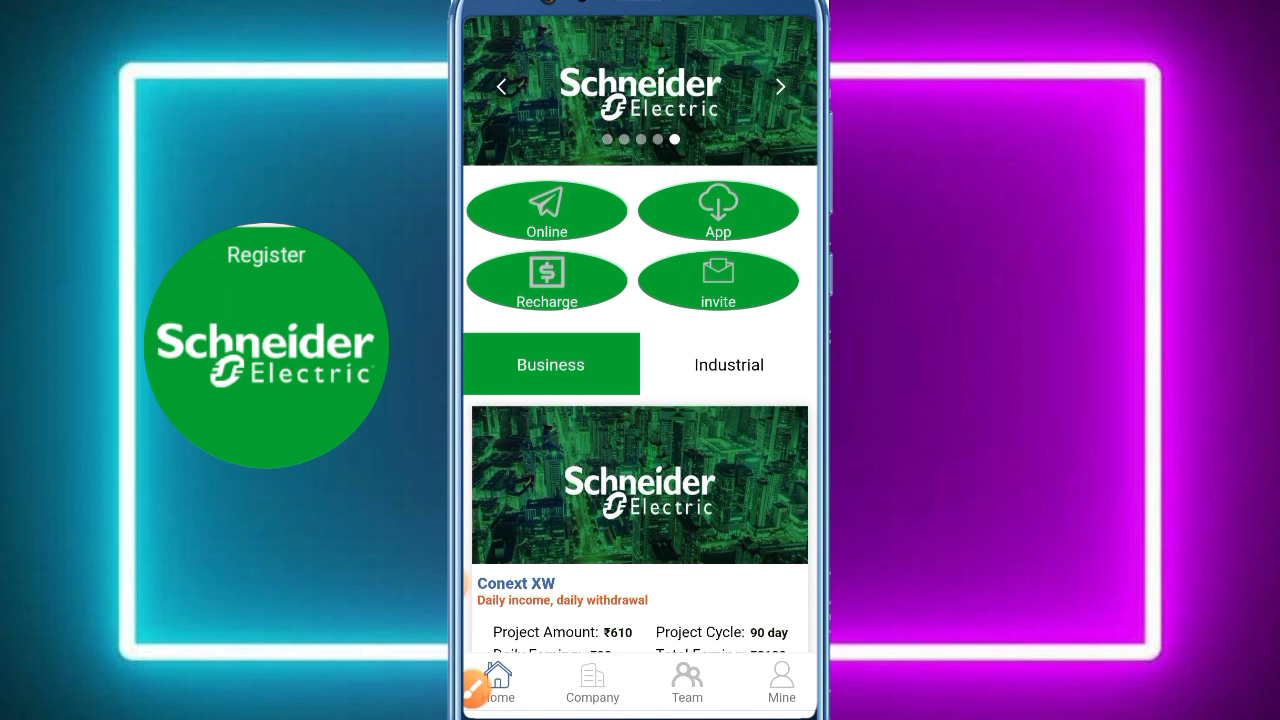 Register
Schneider
Electric
Schneider
Electric
Online
App
Recharge
invite
Business
Industrial
Schneider
Electric
Conext XW
Daily income, daily withdrawal
Project Amount: ₹610
Project Cycle: 90 day
Home
Company
Team
Mine